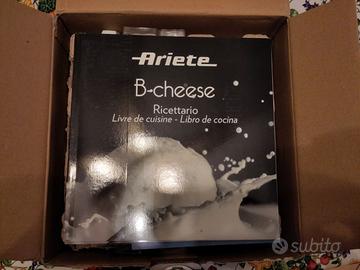 Ariete
B-cheese
Ricettario
Livre de cuisine - Libro de cocina
subito